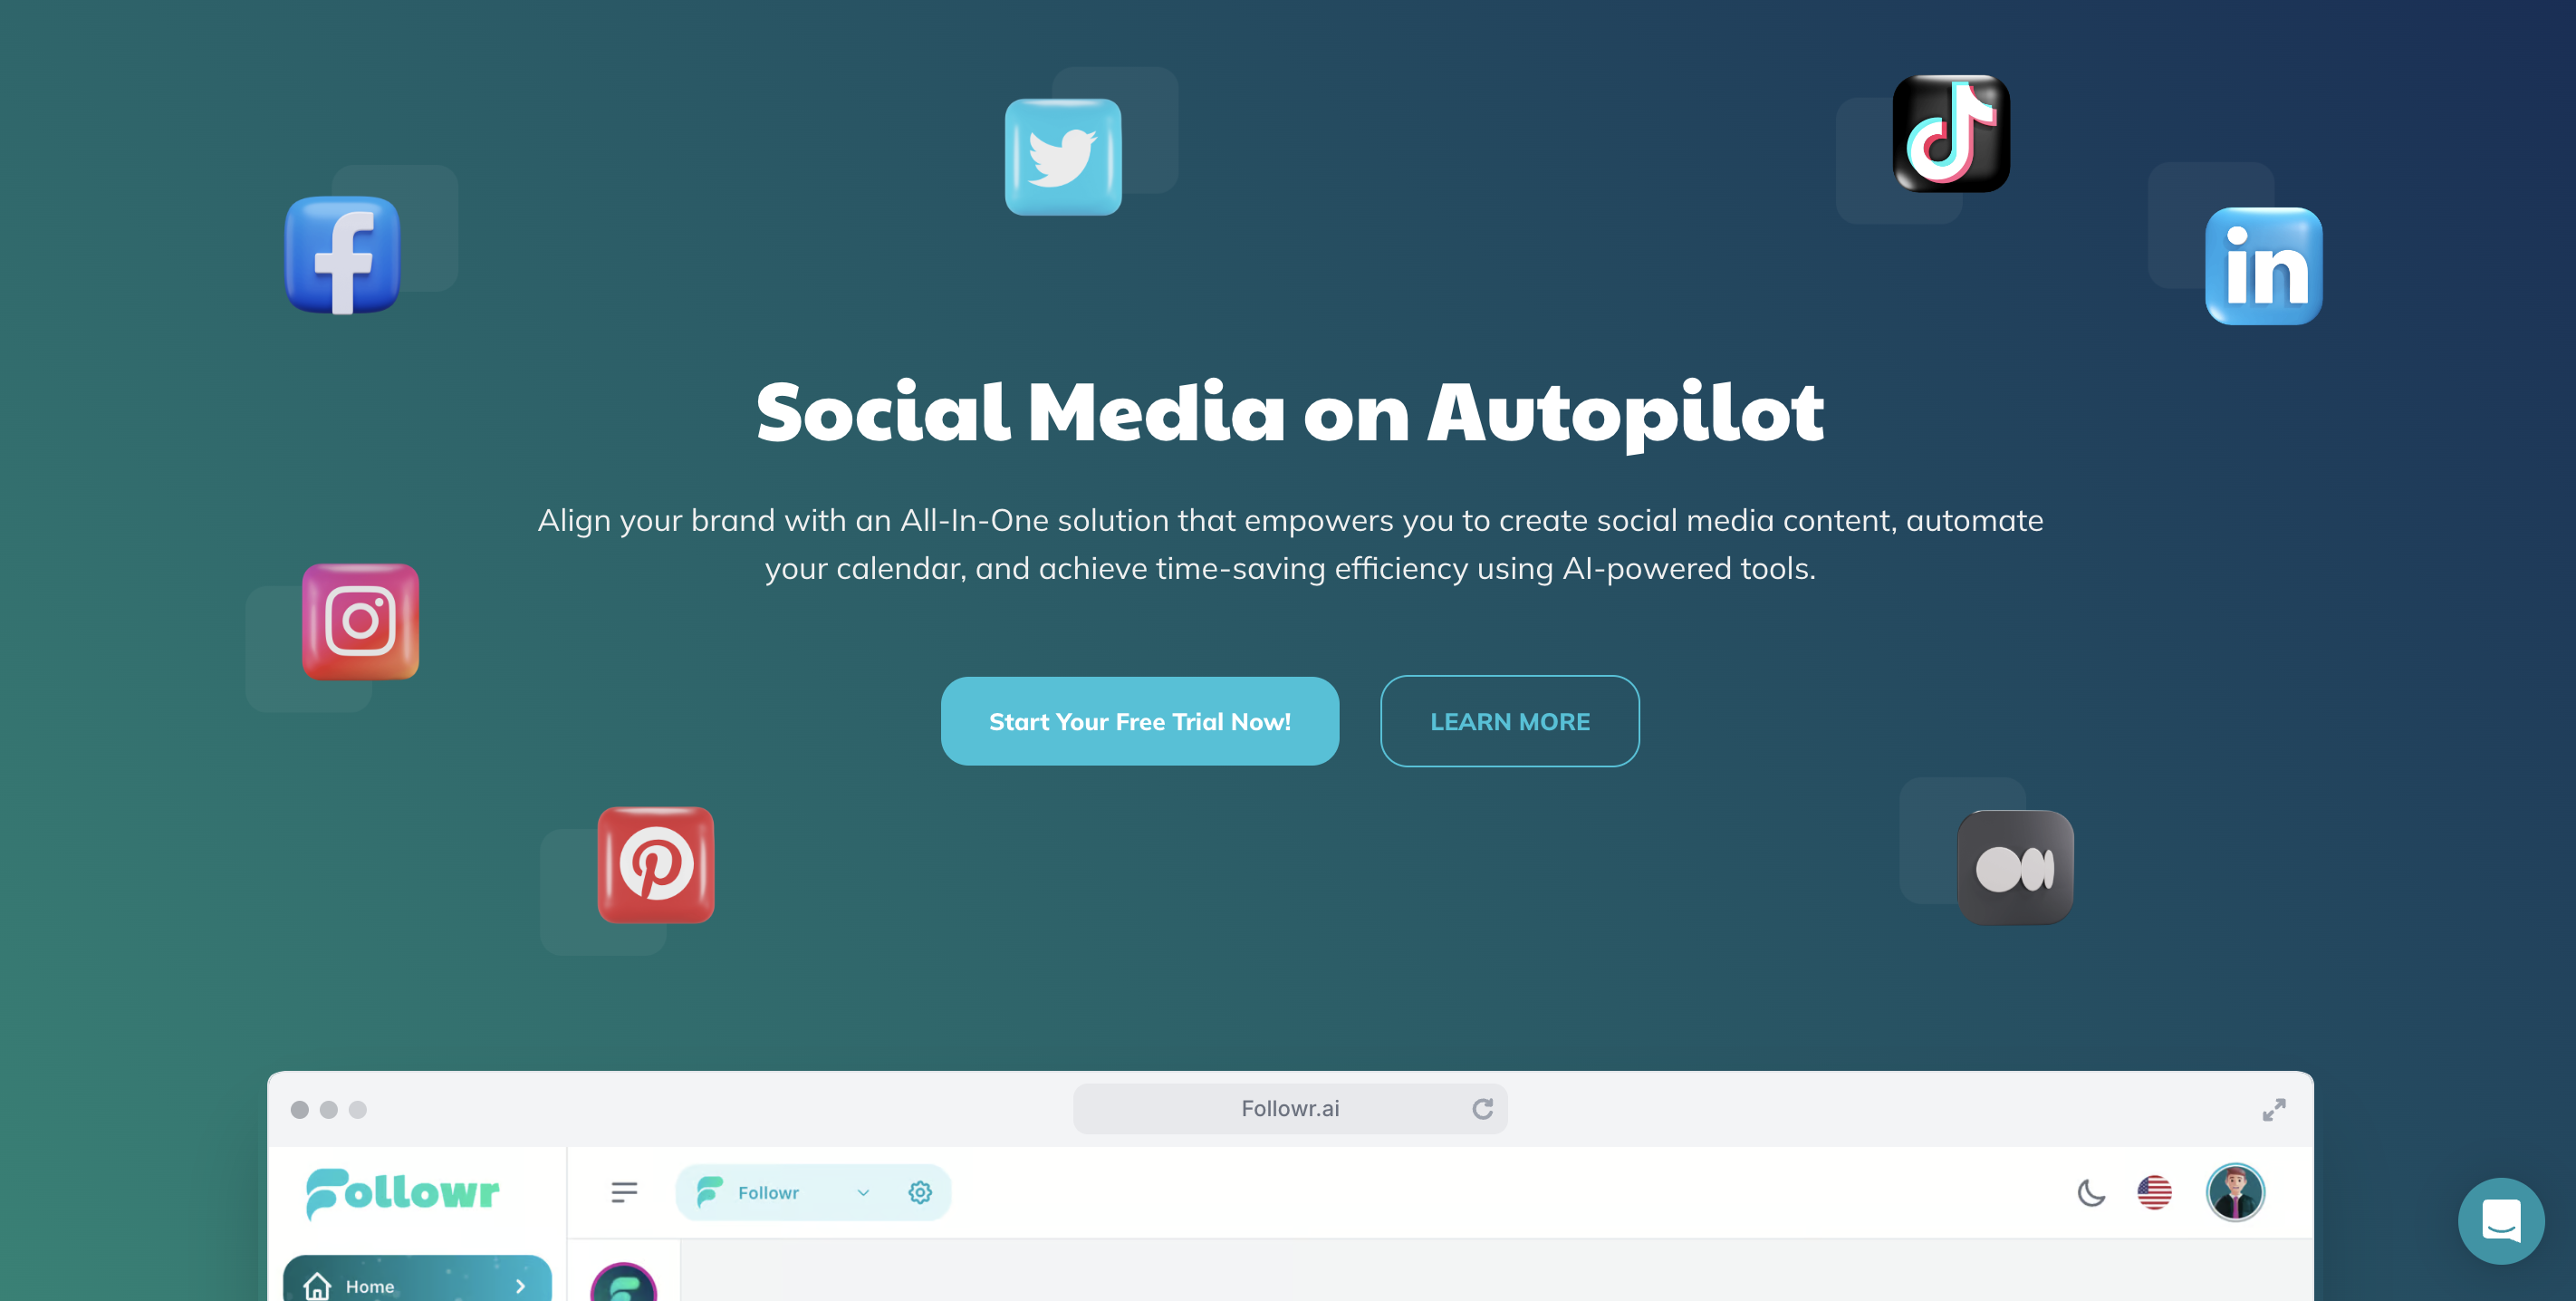 Social Media on Autopilot
Align your brand with an All-In-One solution that empowers you to create social media content, automate
your calendar, and achieve time-saving efficiency using AI-powered tools.
Start Your Free Trial Now!
LEARN MORE
Followr.ai
Followr
Followr
Home